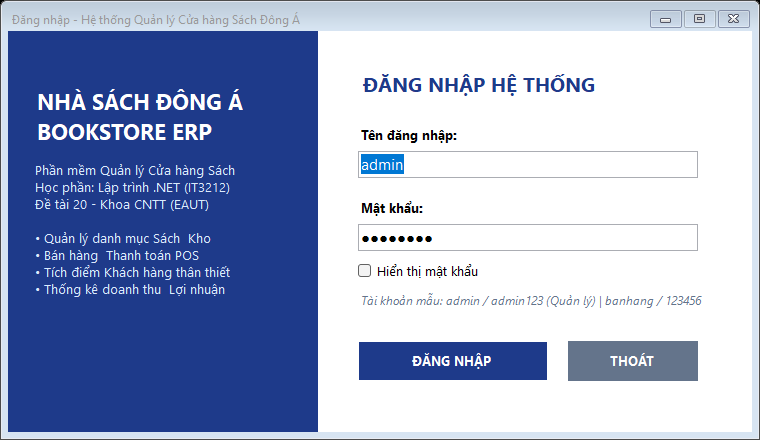 Đăng nhập - Hệ thống Quản lý Cửa hàng Sách Đông Á
NHÀ SÁCH ĐÔNG Á
BOOKSTORE ERP
Phần mềm Quản lý Cửa hàng Sách
Học phần: Lập trình .NET (IT3212)
Đề tài 20 - Khoa CNTT (EAUT)
• Quản lý danh mục Sách  Kho
• Bán hàng  Thanh toán POS
• Tích điểm Khách hàng thân thiết
• Thống kê doanh thu  Lợi nhuận
ĐĂNG NHẬP HỆ THỐNG
Tên đăng nhập:
admin
Mật khẩu:
●●●●●●●●
Hiển thị mật khẩu
Tài khoản mẫu: admin / admin123 (Quản lý) | banhang / 123456
ĐĂNG NHẬP
THOÁT